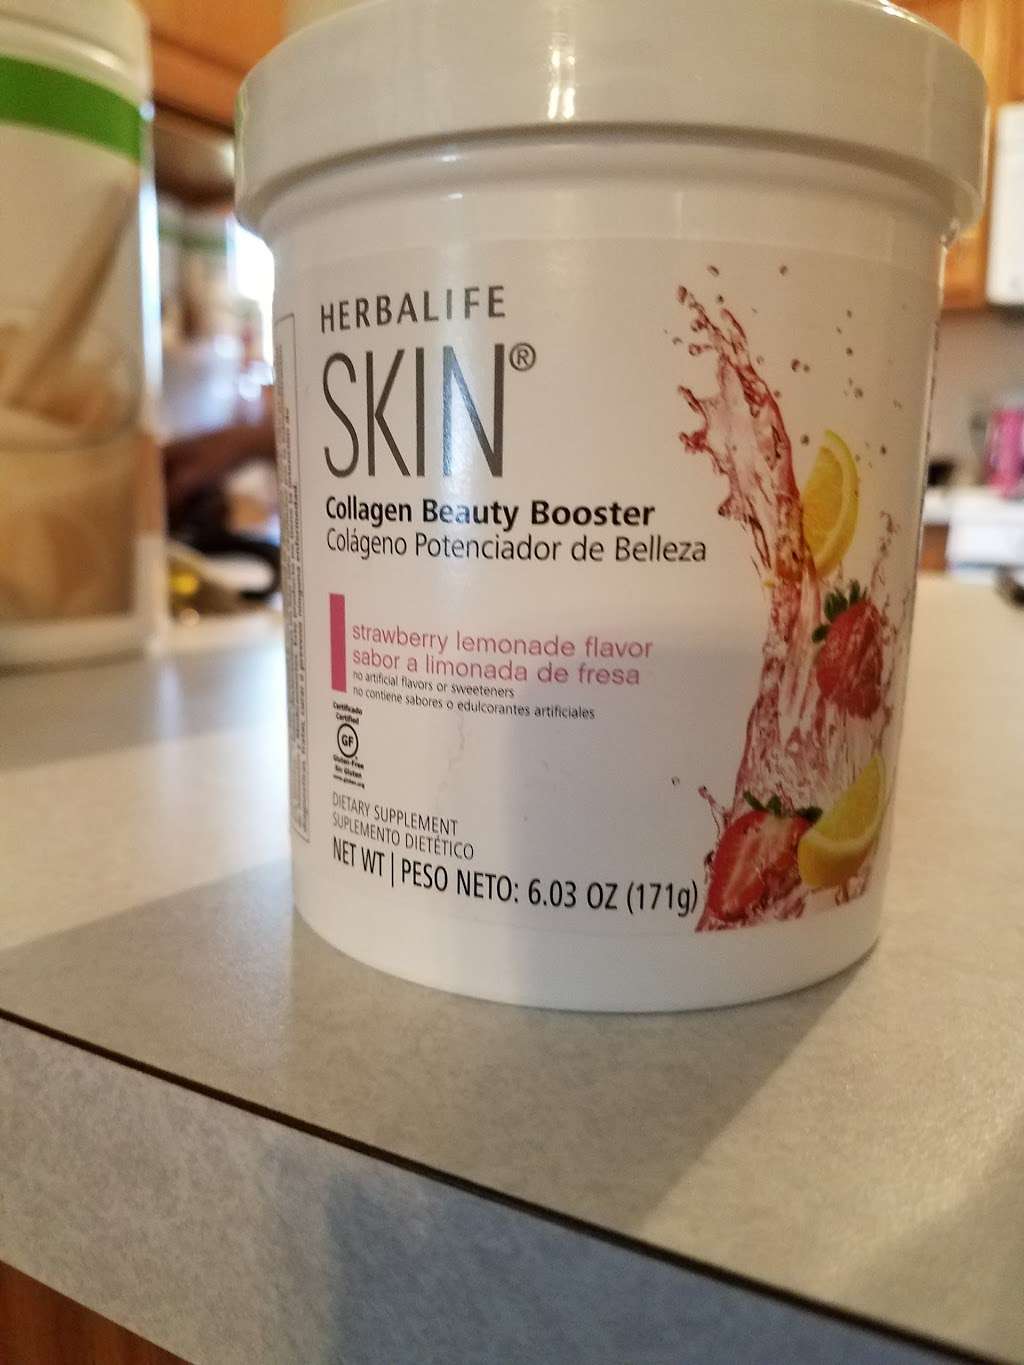 HERBALIFE
SKIN®
Collagen Beauty Booster
Colágeno Potenciador de Belleza
strawberry lemonade flavor
sabor a limonada de fresa
no artificial flavors or sweeteners
no contiene sabores o edulcorantes artificiales
Certificado
Certified
GF
Gluten-Free
Sin Gluten
DIETARY SUPPLEMENT
SUPLEMENTO DIETÉTICO
NET WT | PESO NETO: 6.03 OZ (171g)